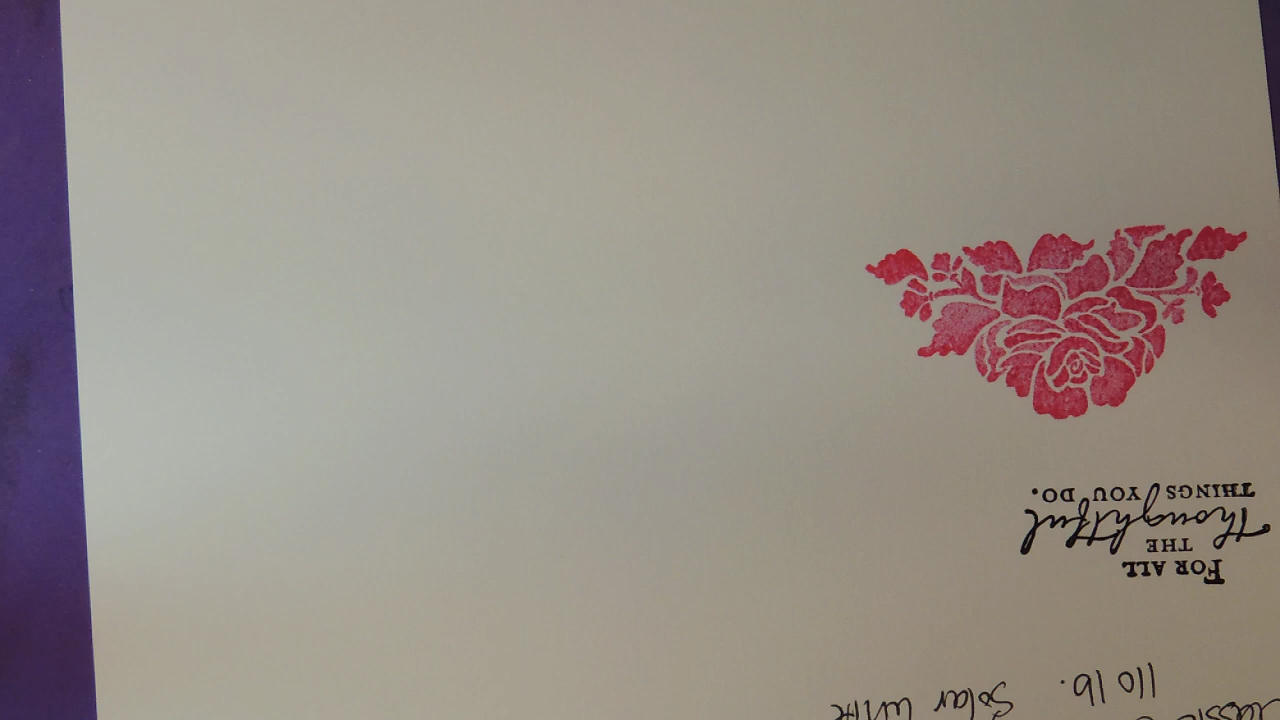 Solar White
110 lb.
FOR ALL
THE
Thoughtful
THINGS YOU DO.